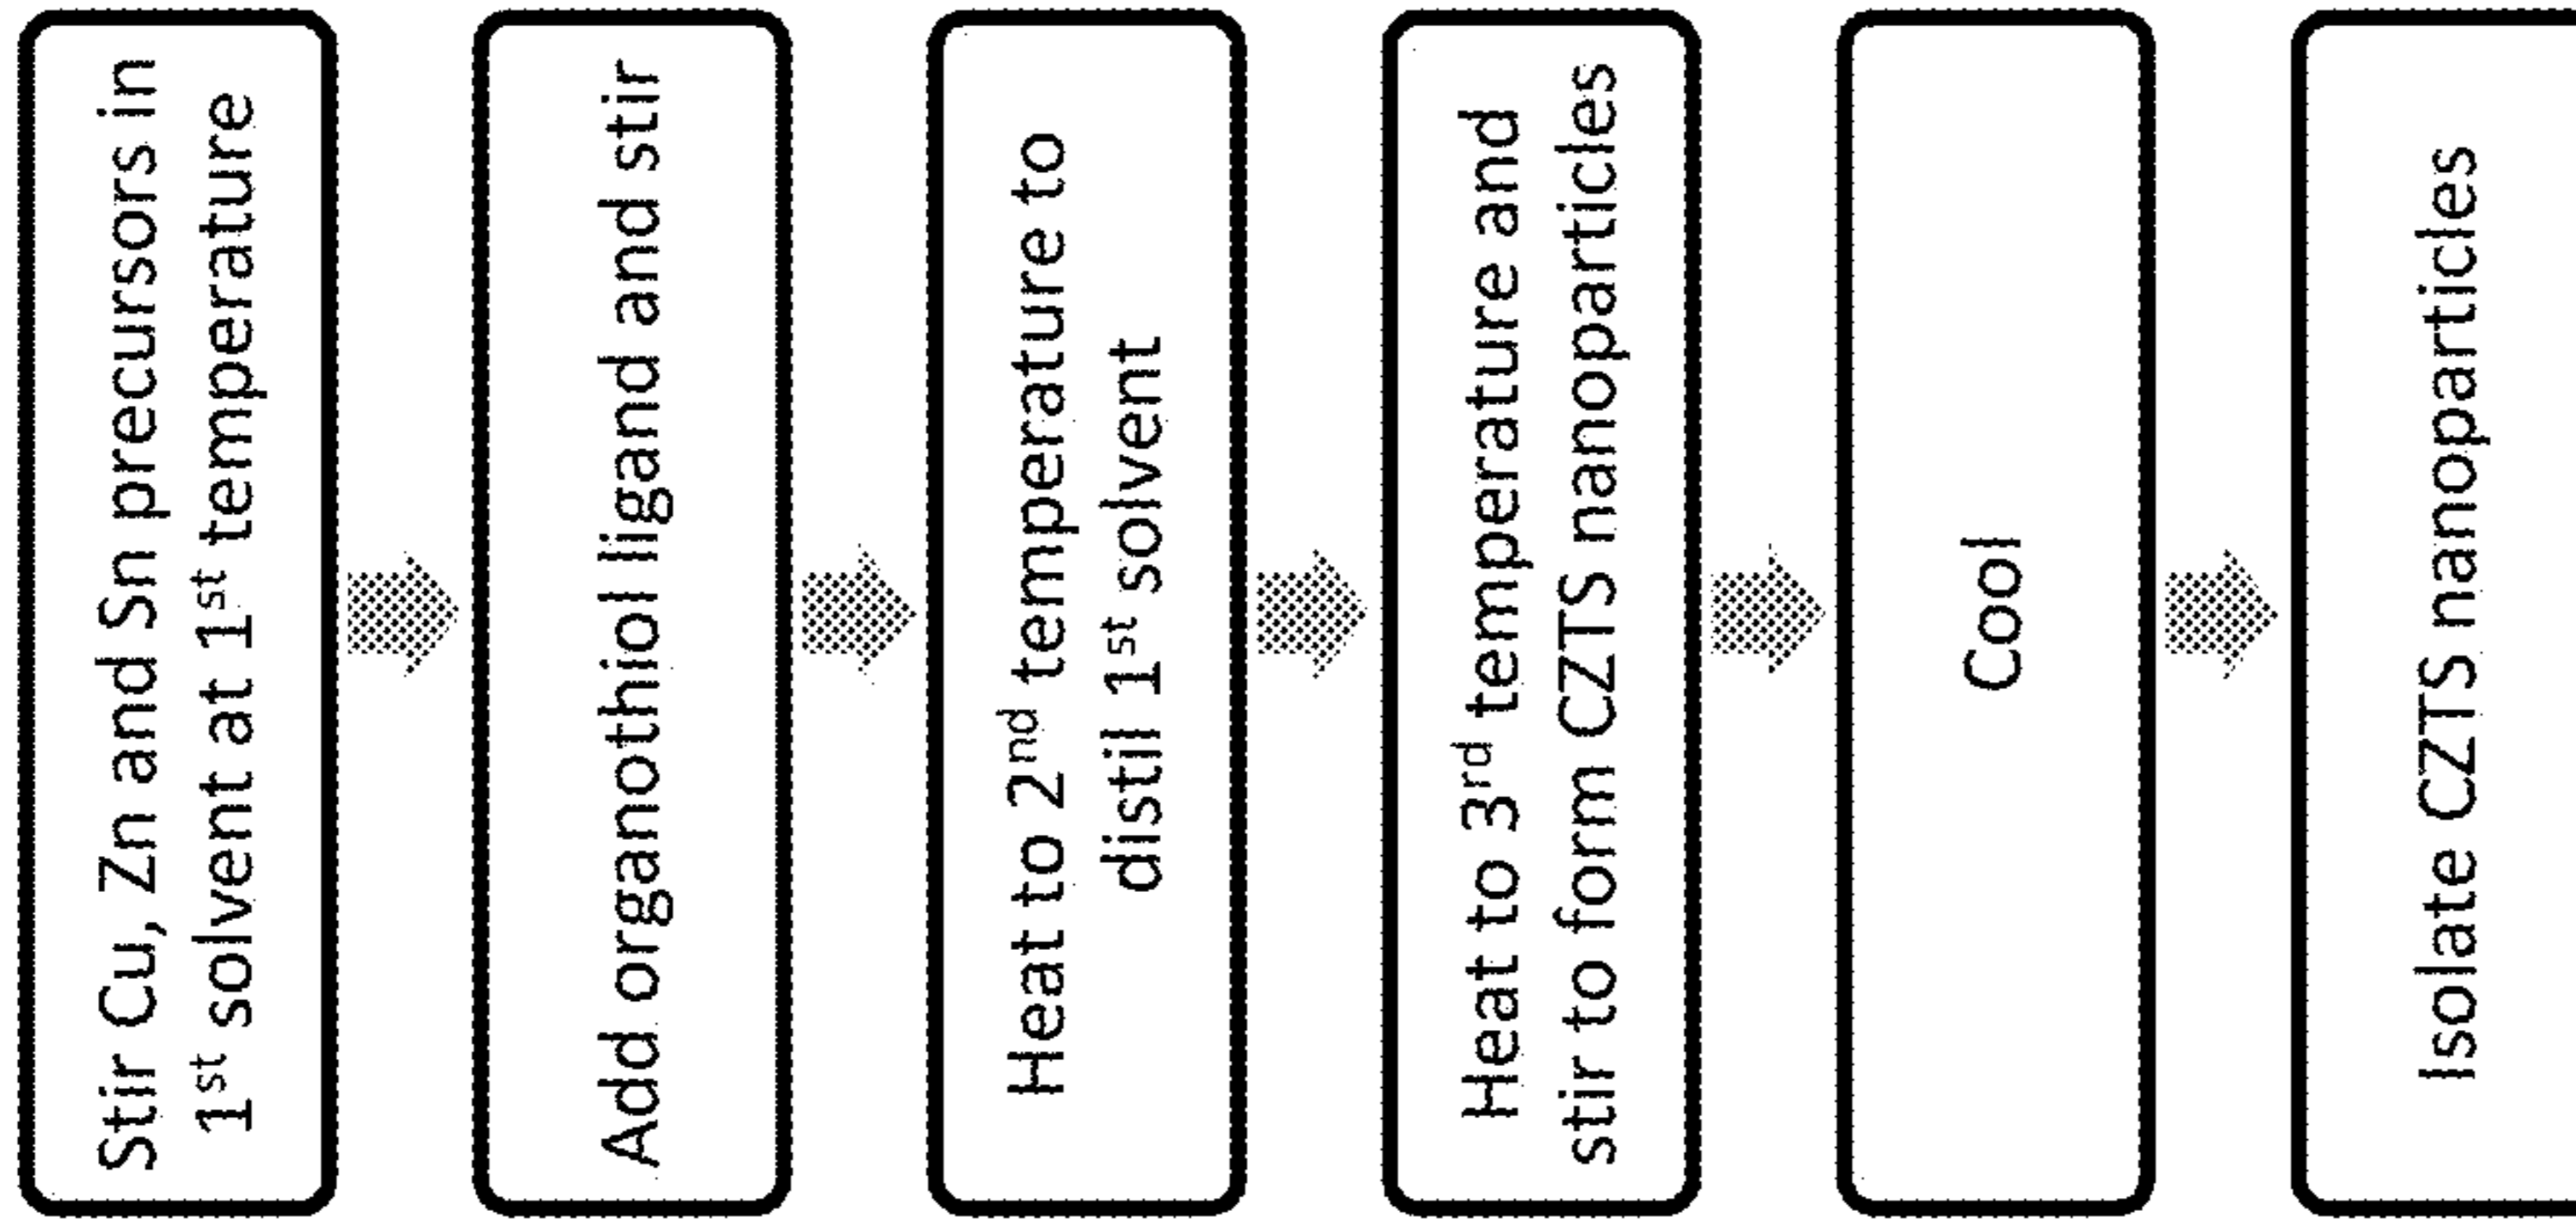 Stir Cu, Zn and Sn precursors in
1st solvent at 1st temperature
Add organothiol ligand and stir
Heat to 2nd temperature to
distil 1st solvent
Heat to 3rd temperature and
stir to form CZTS nanoparticles
Cool
Isolate CZTS nanoparticles